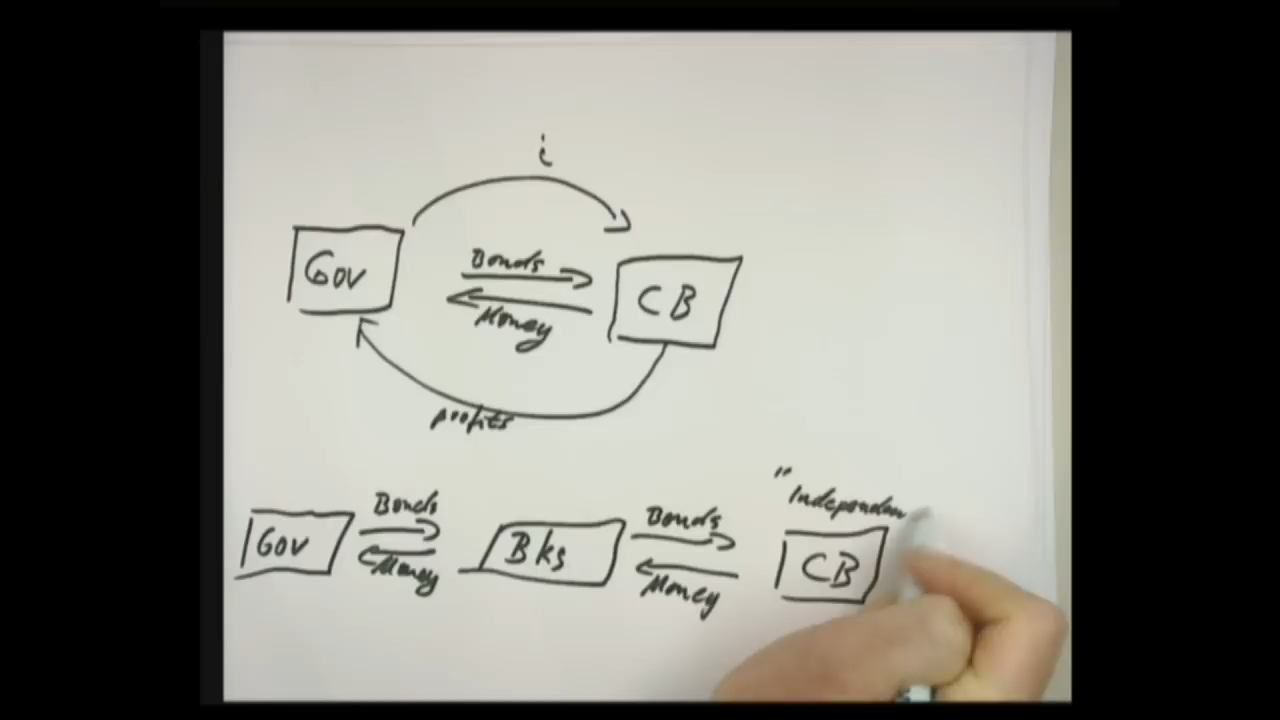 i
Gov
Bonds
CB
Money
profits
"Independen
Bonds
Bonds
Gov
Bks
CB
Money
Money